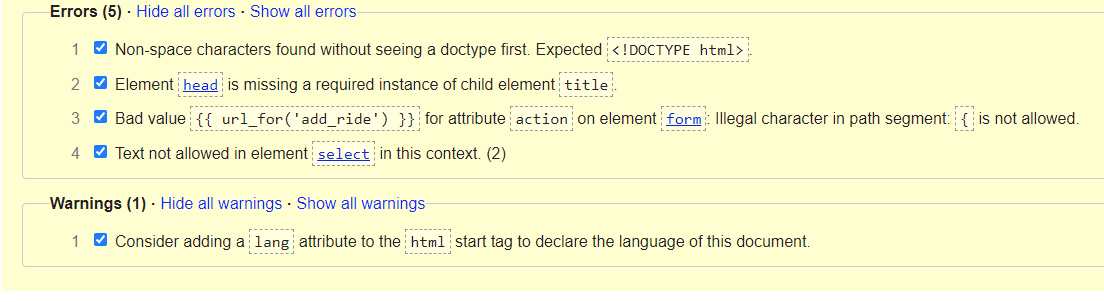 Errors (5) · Hide all errors · Show all errors
1 Non-space characters found without seeing a doctype first. Expected <!DOCTYPE html>.
2 Element head is missing a required instance of child element title.
3 Bad value {{ url_for('add_ride') }} for attribute action on element form: Illegal character in path segment: { is not allowed.
4 Text not allowed in element select in this context. (2)
Warnings (1) · Hide all warnings · Show all warnings
1 Consider adding a lang attribute to the html start tag to declare the language of this document.